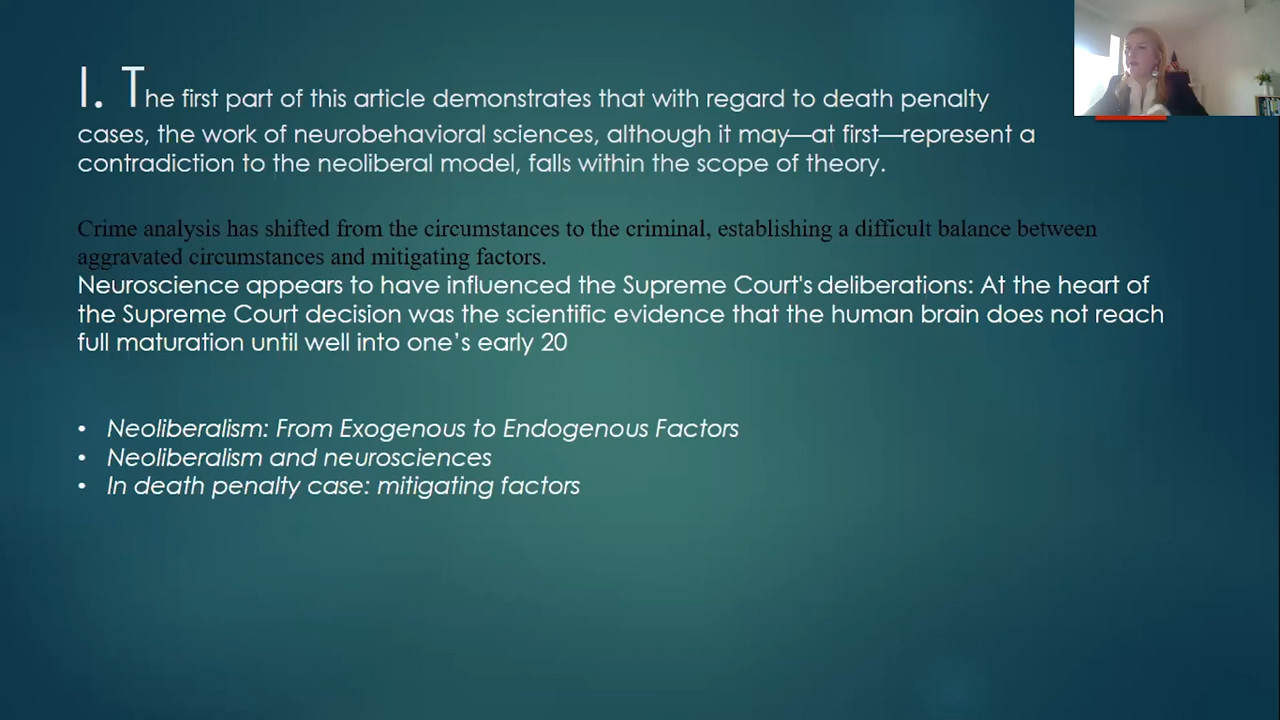 I. The first part of this article demonstrates that with regard to death penalty
cases, the work of neurobehavioral sciences, although it may—at first—represent a
contradiction to the neoliberal model, falls within the scope of theory.
Crime analysis has shifted from the circumstances to the criminal, establishing a difficult balance between
aggravated circumstances and mitigating factors.
Neuroscience appears to have influenced the Supreme Court's deliberations: At the heart of
the Supreme Court decision was the scientific evidence that the human brain does not reach
full maturation until well into one’s early 20
• Neoliberalism: From Exogenous to Endogenous Factors
• Neoliberalism and neurosciences
• In death penalty case: mitigating factors